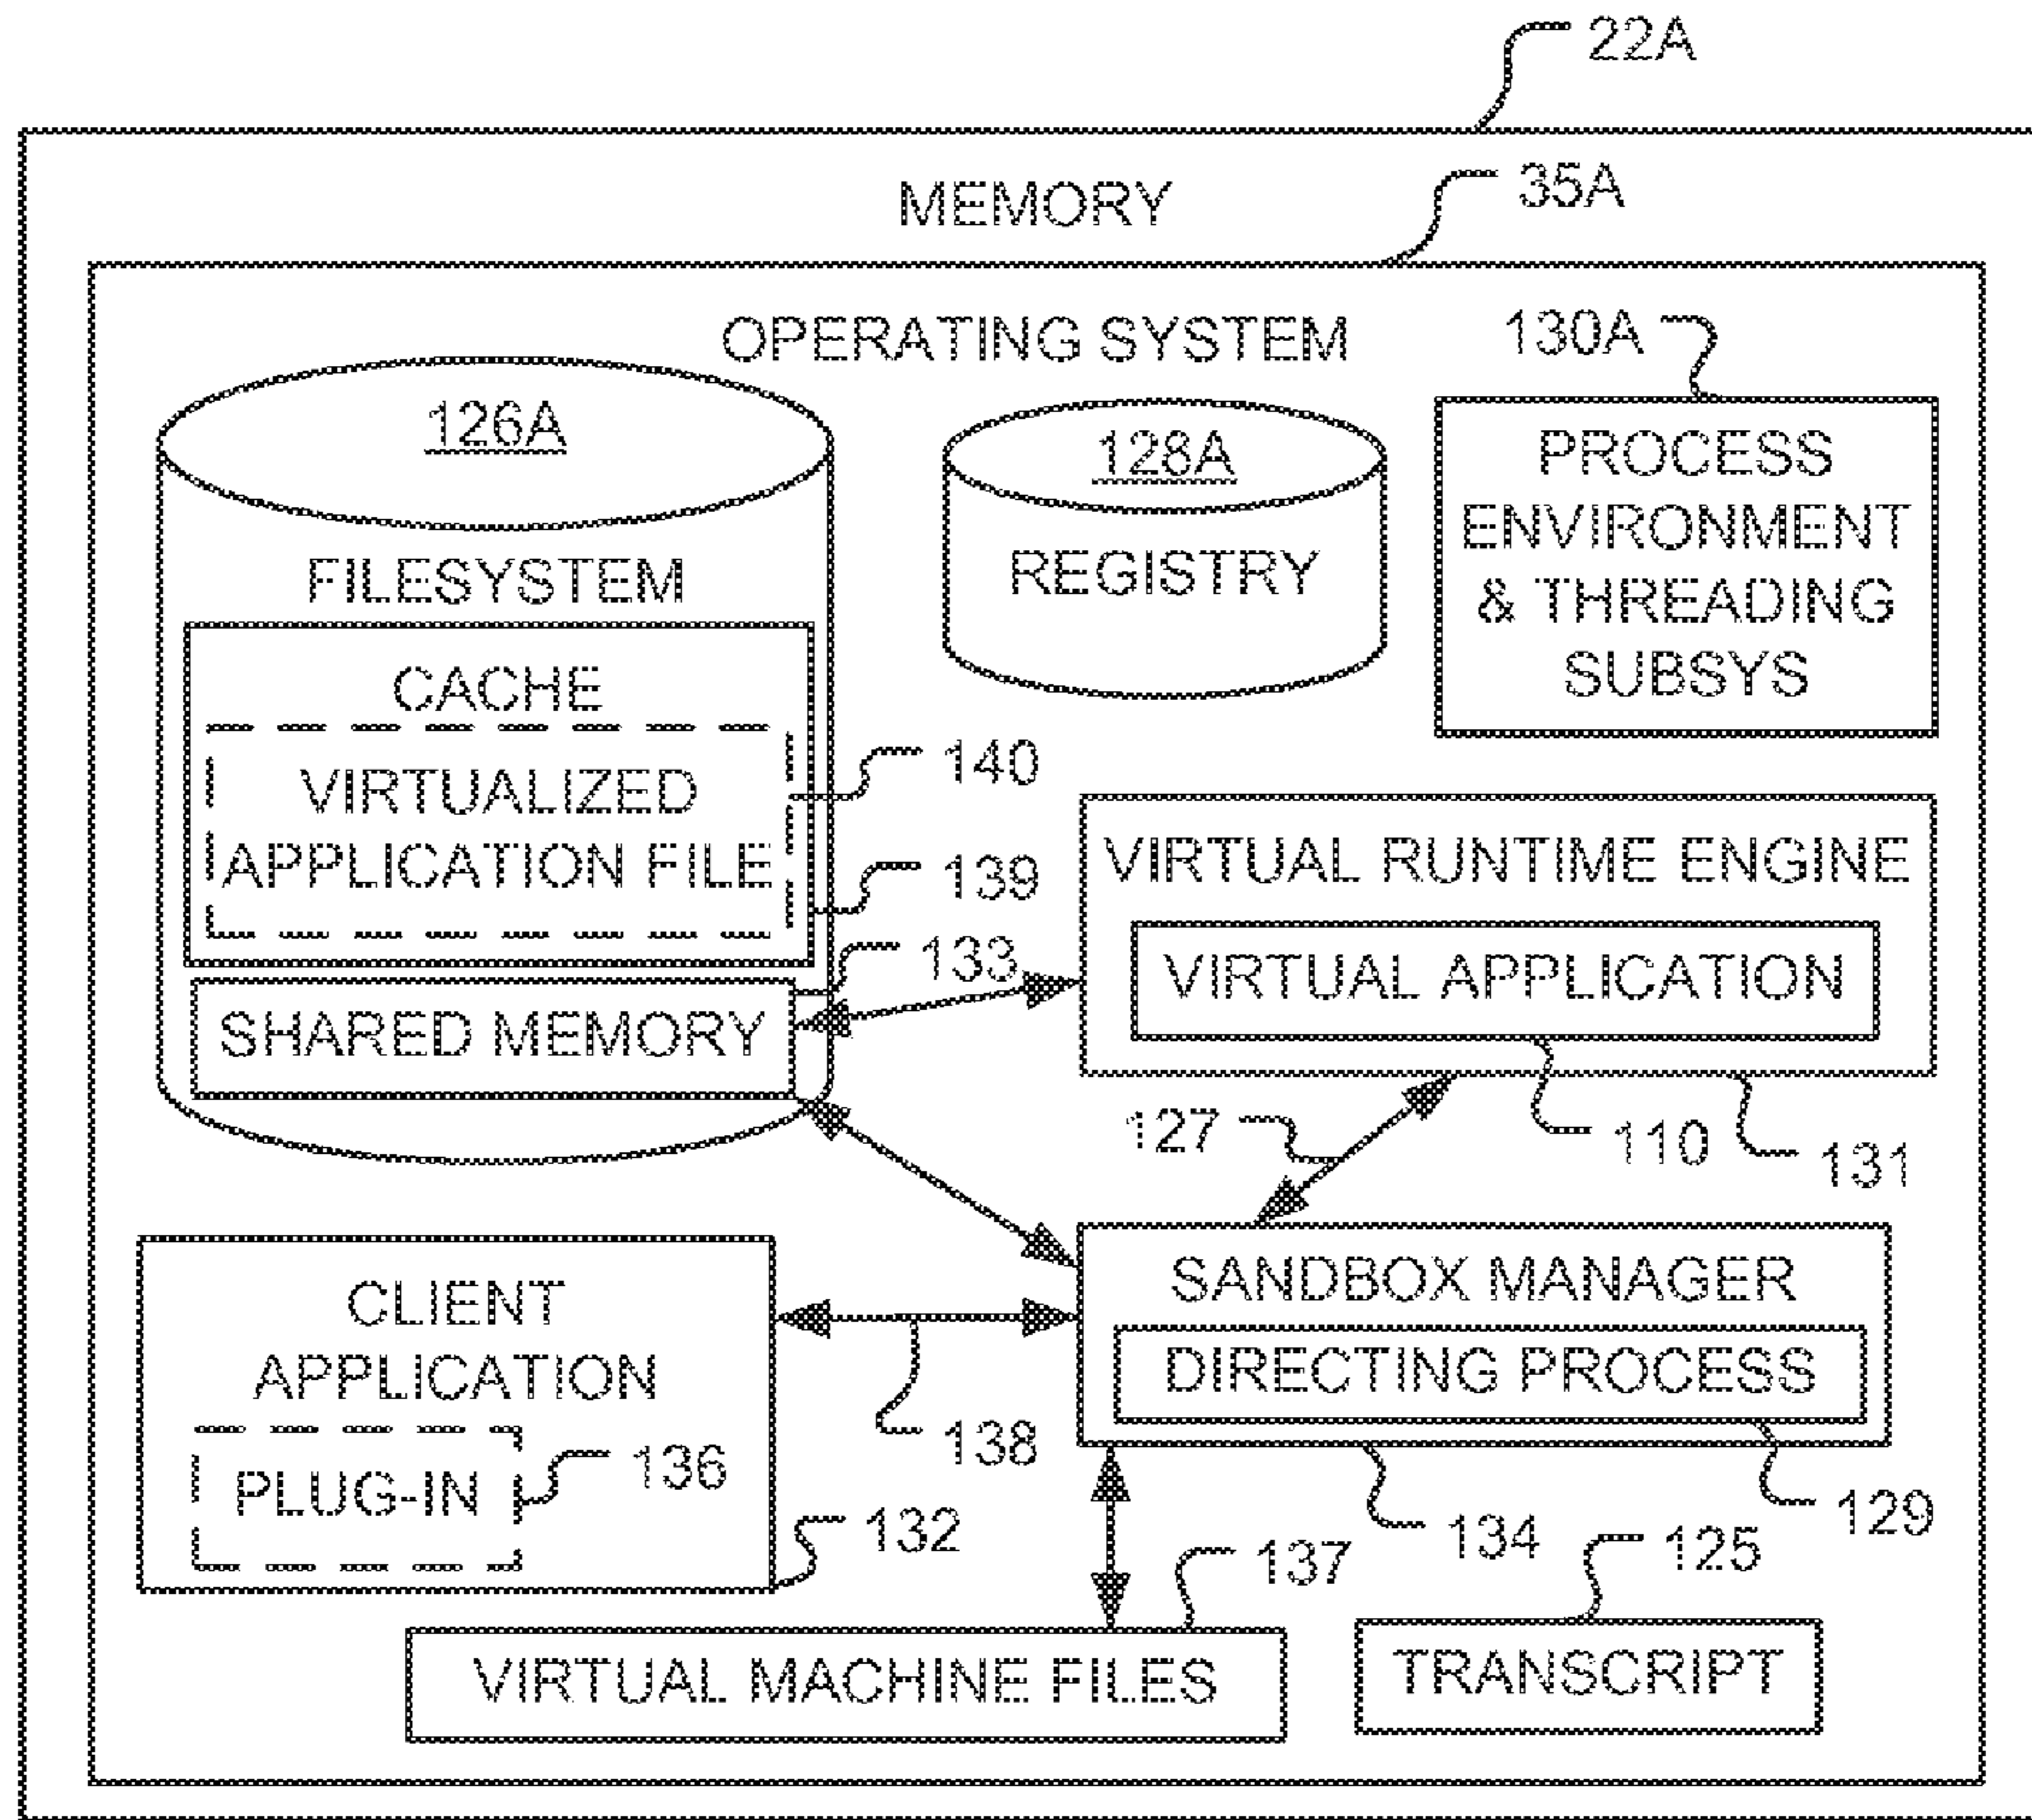 22A
MEMORY
35A
OPERATING SYSTEM
130A
126A
128A
PROCESS
ENVIRONMENT
& THREADING
SUBSYS
FILESYSTEM
REGISTRY
CACHE
VIRTUALIZED
APPLICATION FILE
140
139
133
SHARED MEMORY
VIRTUAL RUNTIME ENGINE
VIRTUAL APPLICATION
127
110
131
CLIENT
APPLICATION
PLUG-IN
136
132
138
SANDBOX MANAGER
DIRECTING PROCESS
134
129
137
125
VIRTUAL MACHINE FILES
TRANSCRIPT